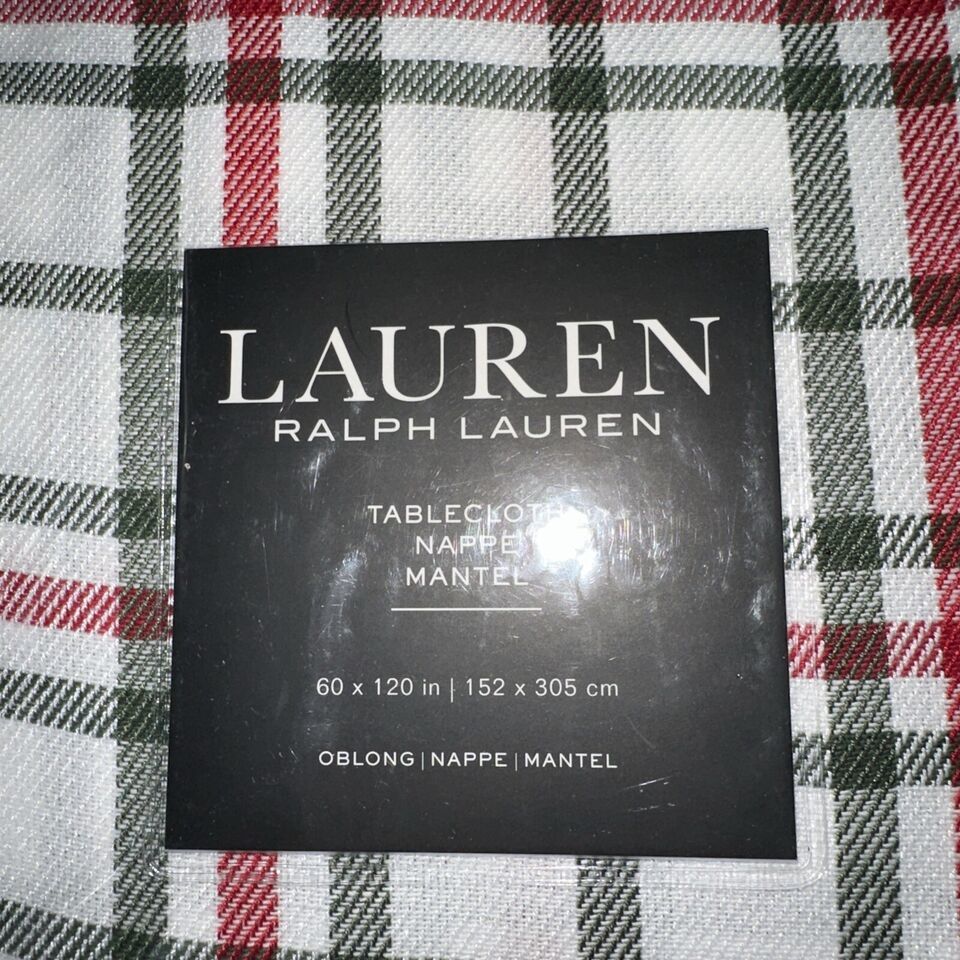 LAUREN
RALPH LAUREN
TABLECLOTH
NAPPE
MANTEL
60 x 120 in | 152 x 305 cm
OBLONG | NAPPE | MANTEL